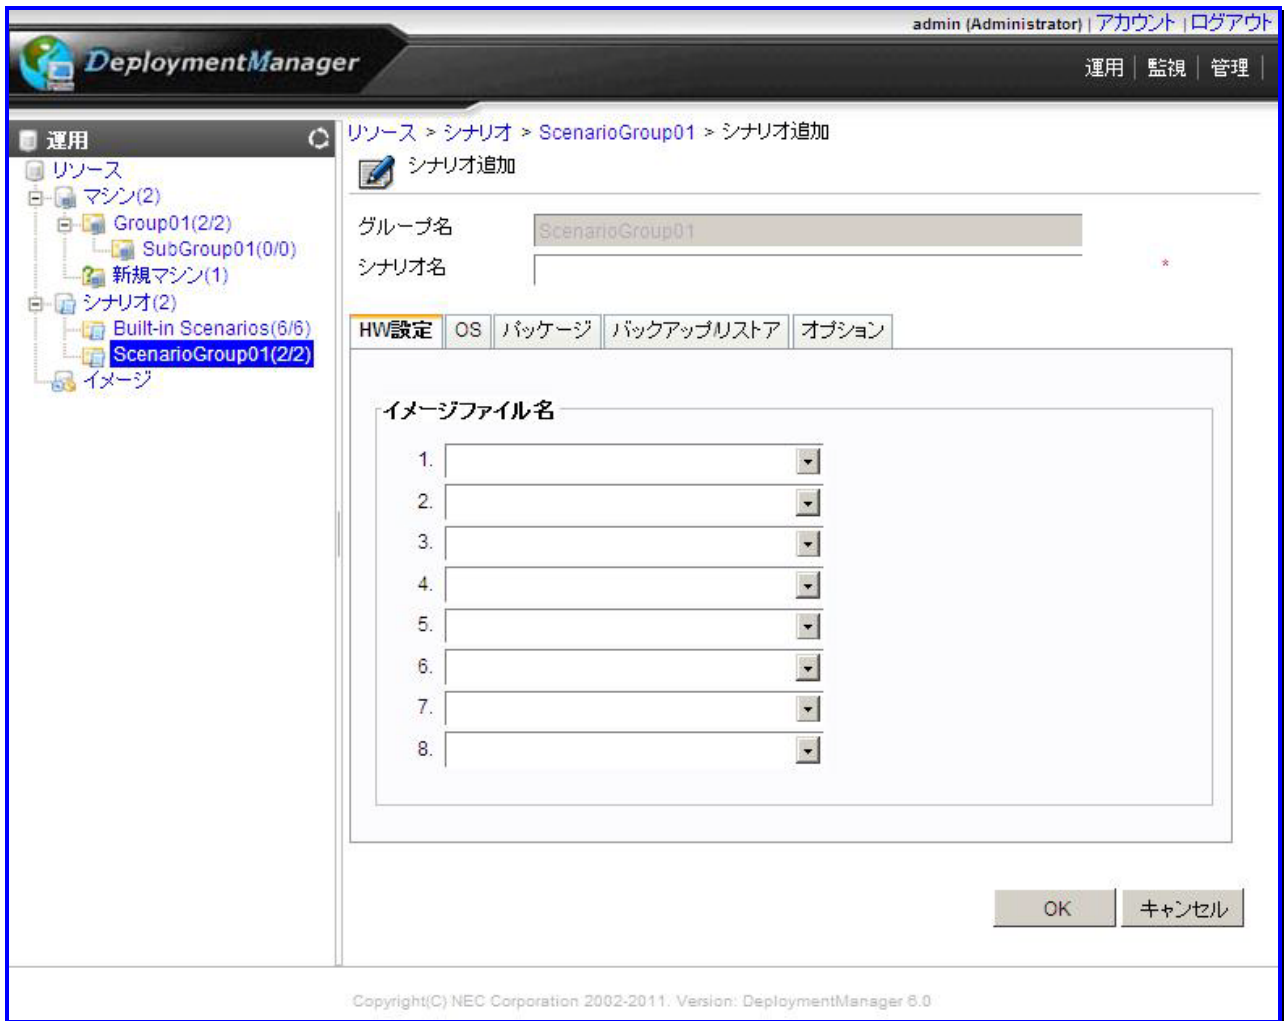 admin (Administrator) | アカウント | ログアウト
DeploymentManager
運用 | 監視 | 管理 |
運用
リソース
マシン(2)
Group01(2/2)
SubGroup01(0/0)
新規マシン(1)
シナリオ(2)
Built-in Scenarios(6/6)
ScenarioGroup01(2/2)
イメージ
リソース > シナリオ > ScenarioGroup01 > シナリオ追加
シナリオ追加
グループ名 ScenarioGroup01
シナリオ名 *
HW設定 OS パッケージ バックアップ/リストア オプション
イメージファイル名
1.
2.
3.
4.
5.
6.
7.
8.
OK キャンセル
Copyright(C) NEC Corporation 2002-2011. Version: DeploymentManager 6.0